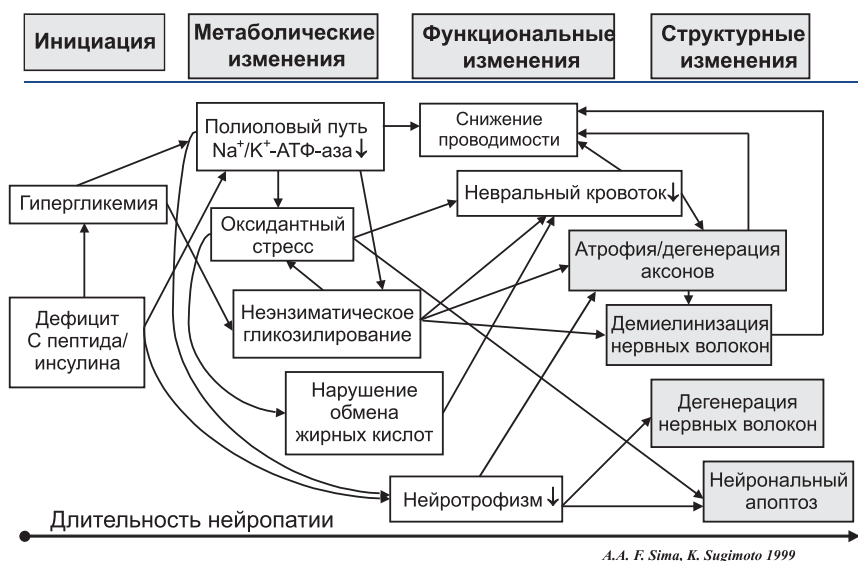 Инициация
Метаболические
изменения
Функциональные
изменения
Структурные
изменения
Полиоловый путь
Na⁺/K⁺-АТФ-аза↓
Снижение
проводимости
Гипергликемия
Невральный кровоток↓
Оксидантный
стресс
Атрофия/дегенерация
аксонов
Дефицит
С пептида/
инсулина
Неэнзиматическое
гликозилирование
Демиелинизация
нервных волокон
Нарушение
обмена
жирных кислот
Дегенерация
нервных волокон
Нейротрофизм↓
Нейрональный
апоптоз
Длительность нейропатии
A.A. F. Sima, K. Sugimoto 1999